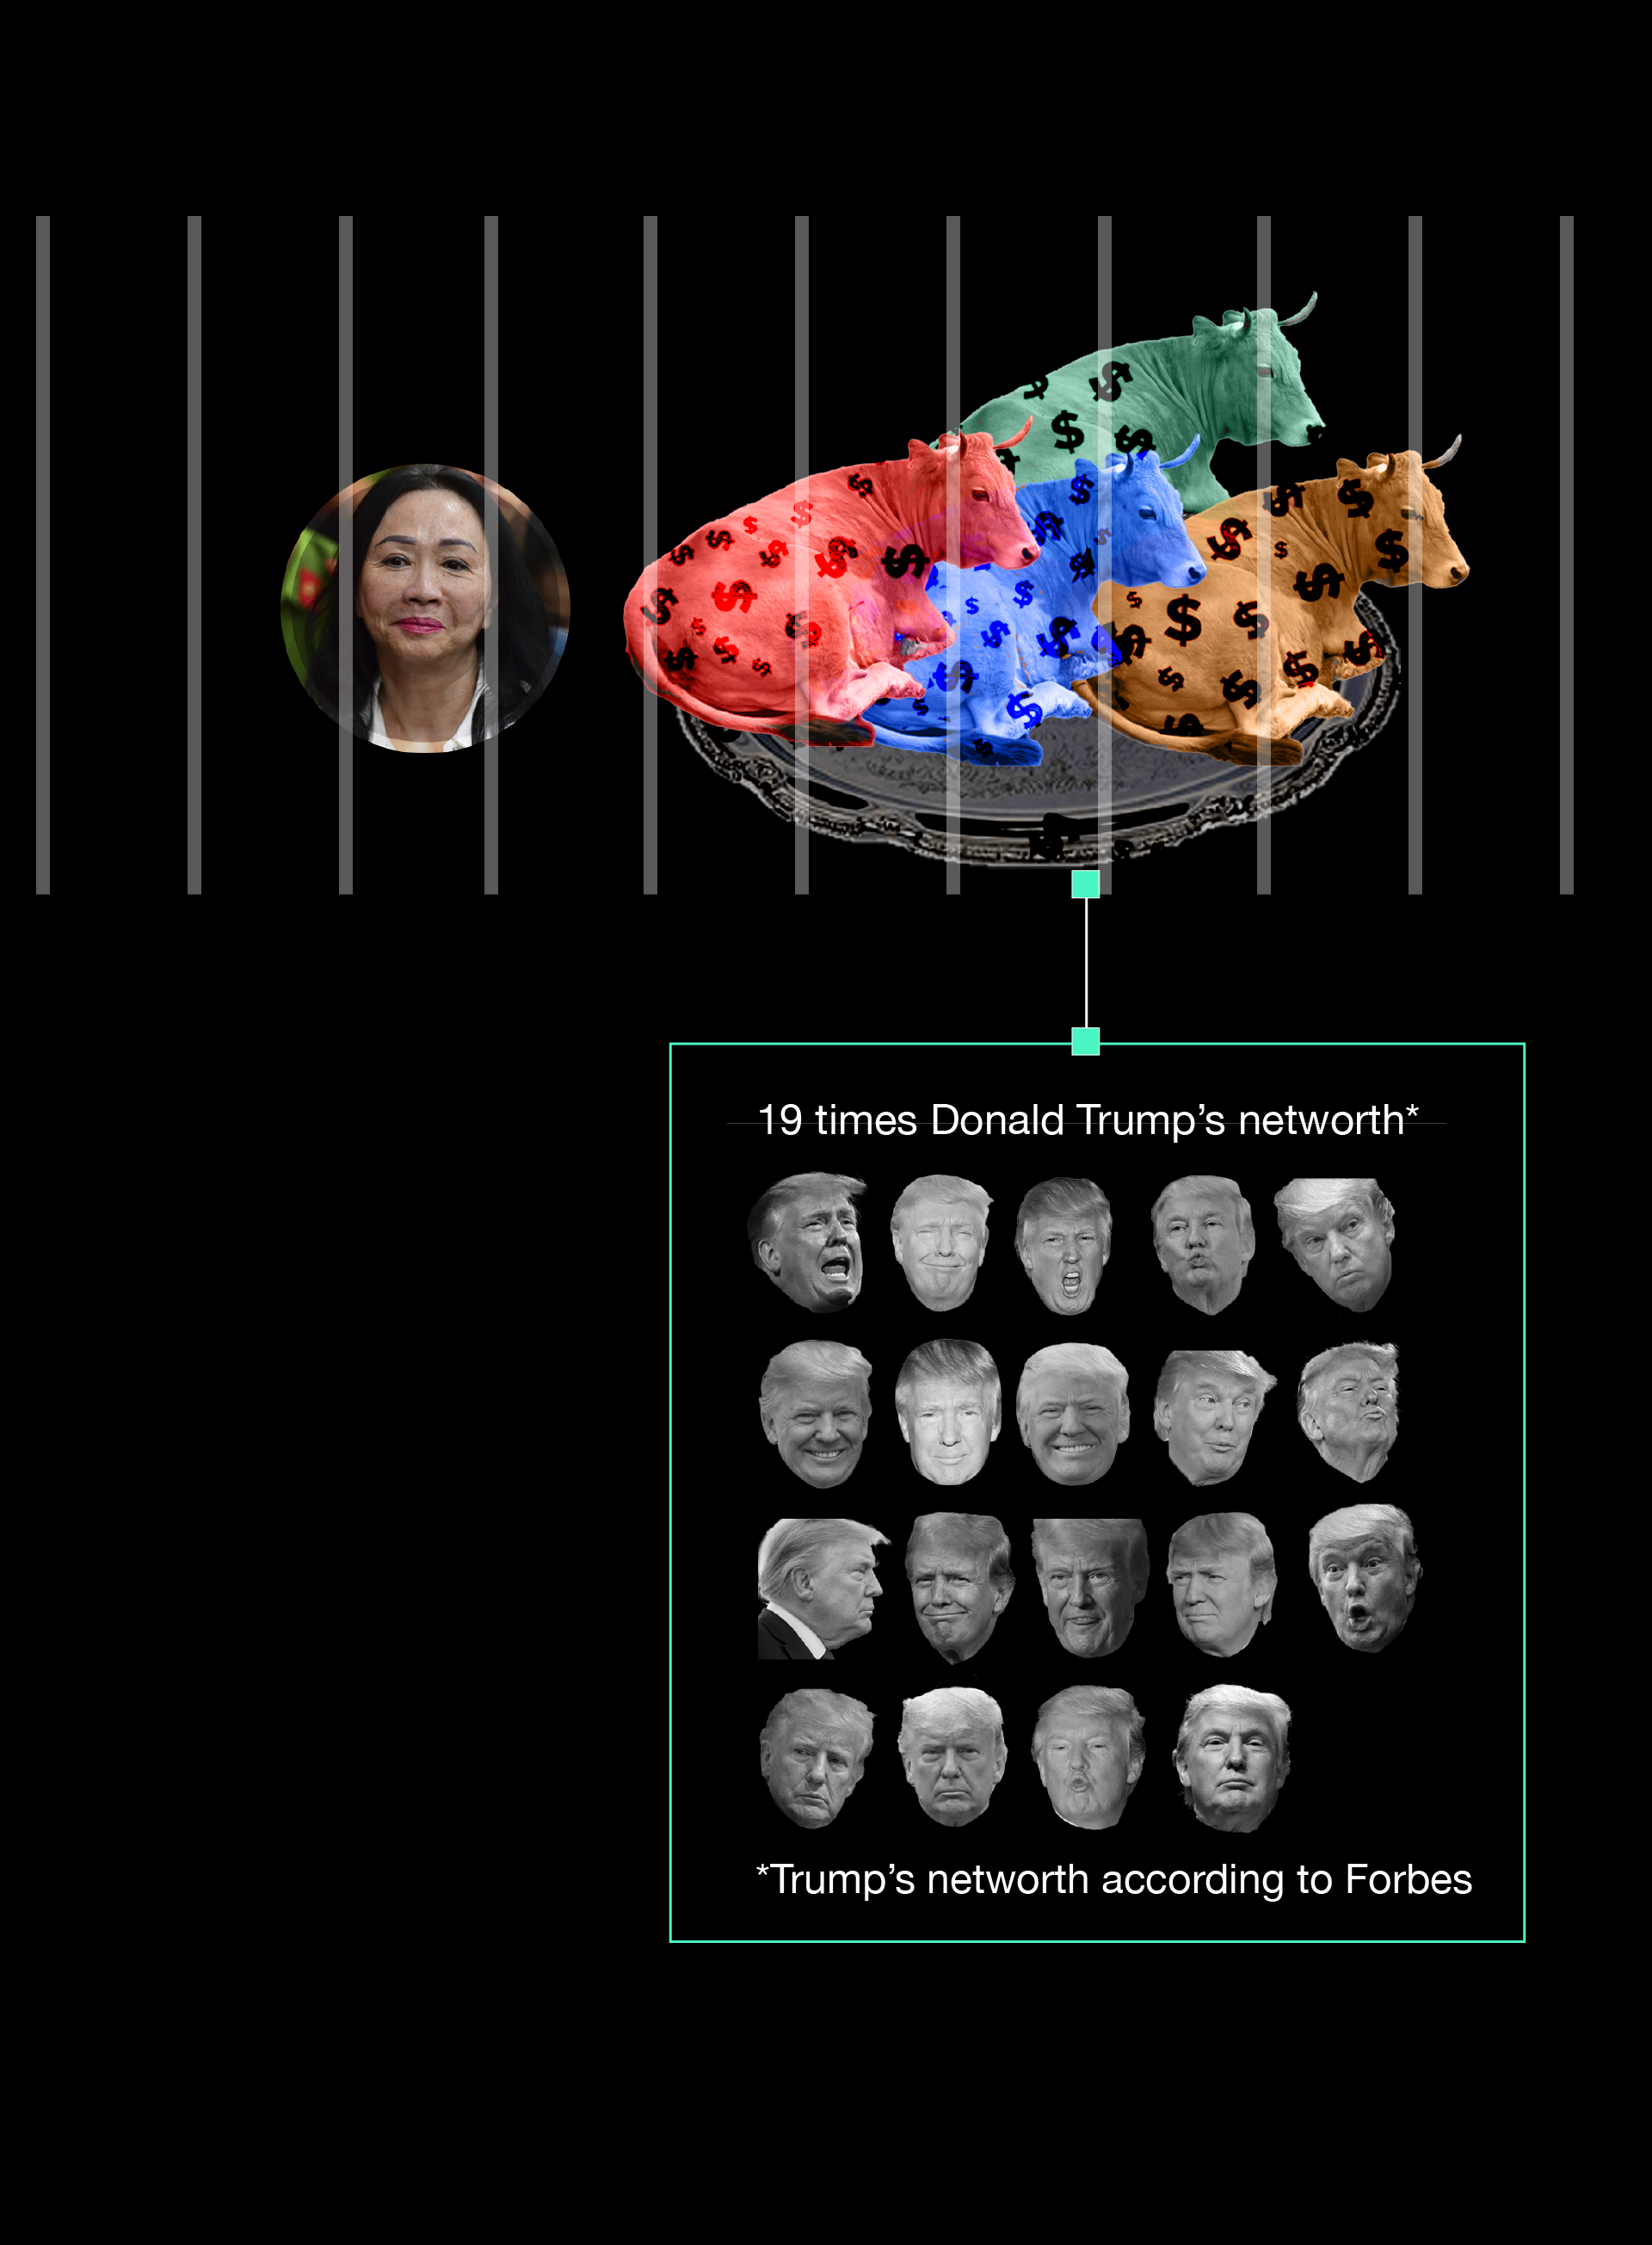 19 times Donald Trump’s networth*
*Trump’s networth according to Forbes